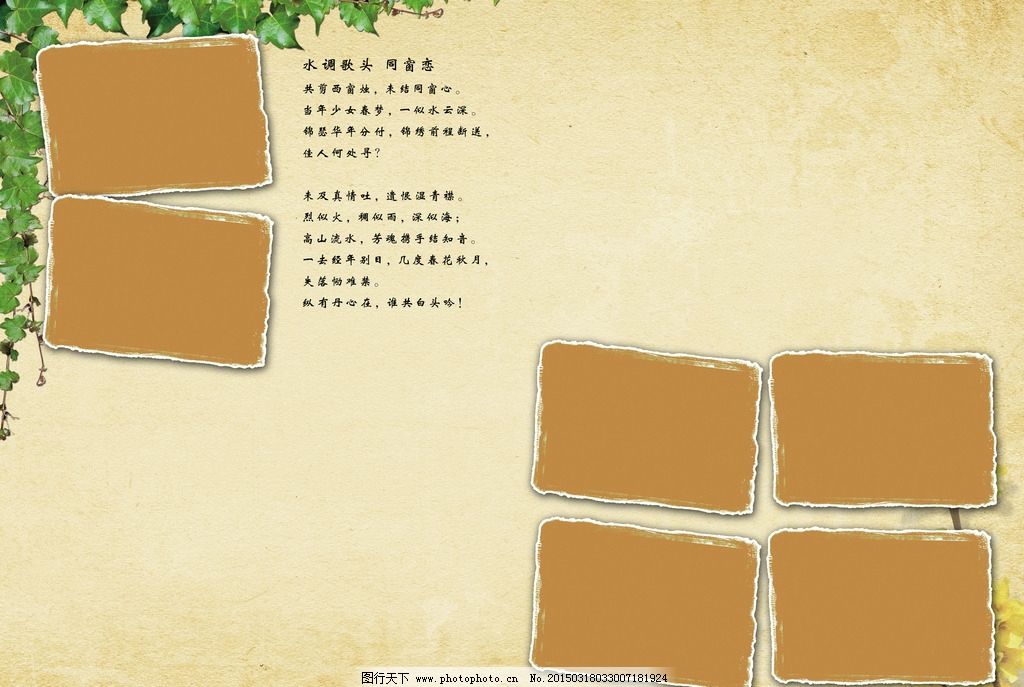 水调歌头 同窗恋
共剪西窗烛，未结同窗心。
当年少女春梦，一似水云深。
锦瑟华年分付，锦绣前程断送，
佳人何处寻？
未及真情吐，遗恨湿青襟。
烈似火，稠似雨，深似海；
高山流水，芳魂携手结知音。
一去经年别日，几度春花秋月，
失落恸难禁。
纵有丹心在，谁共白头吟！
图行天下 www.photophoto.cn No.20150318033007181924